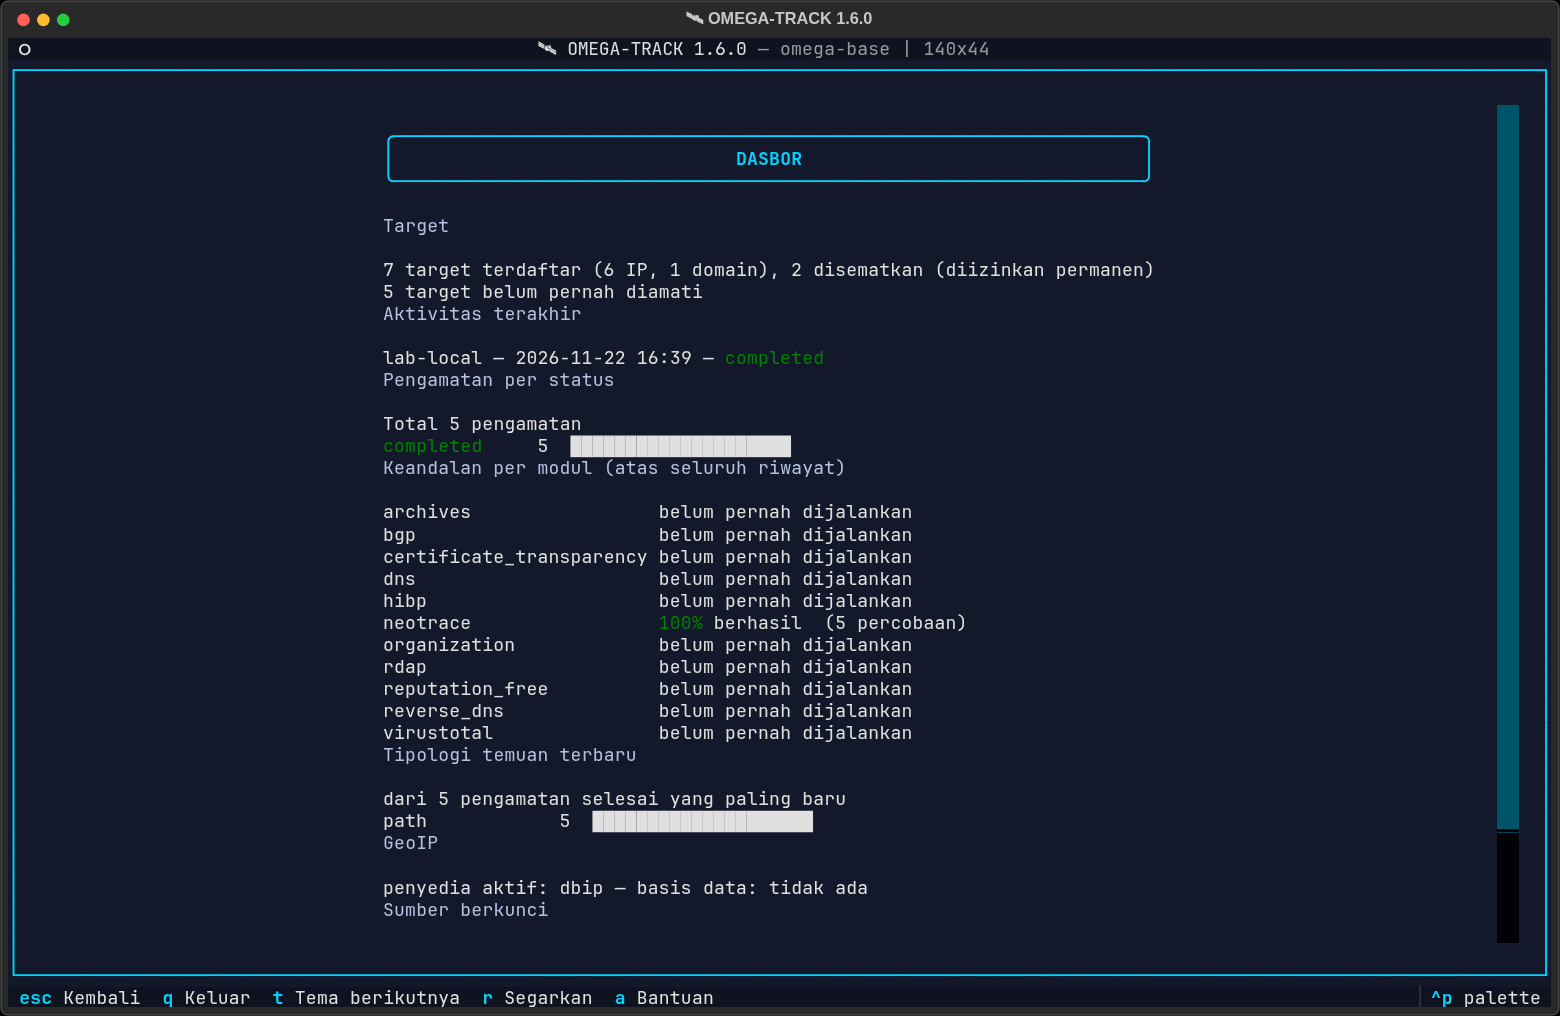 🛰 OMEGA-TRACK 1.6.0
🛰 OMEGA-TRACK 1.6.0 — omega-base | 140x44
DASBOR
Target
7 target terdaftar (6 IP, 1 domain), 2 disematkan (diizinkan permanen)
5 target belum pernah diamati
Aktivitas terakhir
lab-local — 2026-11-22 16:39 — completed
Pengamatan per status
Total 5 pengamatan
completed 5
Keandalan per modul (atas seluruh riwayat)
archives belum pernah dijalankan
bgp belum pernah dijalankan
certificate_transparency belum pernah dijalankan
dns belum pernah dijalankan
hibp belum pernah dijalankan
neotrace 100% berhasil (5 percobaan)
organization belum pernah dijalankan
rdap belum pernah dijalankan
reputation_free belum pernah dijalankan
reverse_dns belum pernah dijalankan
virustotal belum pernah dijalankan
Tipologi temuan terbaru
dari 5 pengamatan selesai yang paling baru
path 5
GeoIP
penyedia aktif: dbip — basis data: tidak ada
Sumber berkunci
esc Kembali q Keluar t Tema berikutnya r Segarkan a Bantuan ^p palette